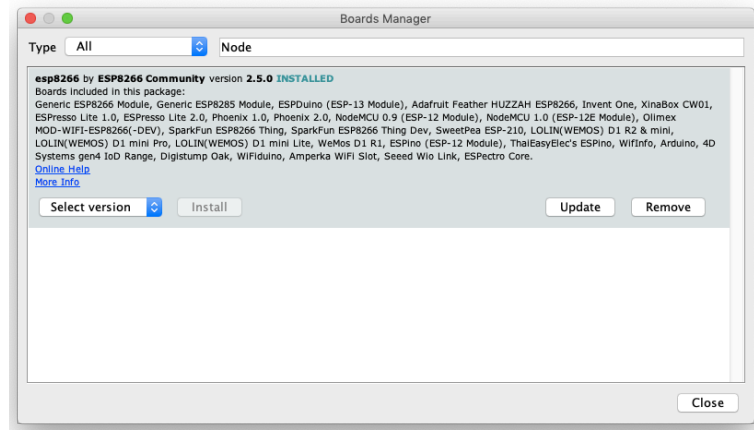 Boards Manager
Type All Node
esp8266 by ESP8266 Community version 2.5.0 INSTALLED
Boards included in this package:
Generic ESP8266 Module, Generic ESP8285 Module, ESPDuino (ESP-13 Module), Adafruit Feather HUZZAH ESP8266, Invent One, XinaBox CW01,
ESPresso Lite 1.0, ESPresso Lite 2.0, Phoenix 1.0, Phoenix 2.0, NodeMCU 0.9 (ESP-12 Module), NodeMCU 1.0 (ESP-12E Module), Olimex
MOD-WIFI-ESP8266(-DEV), SparkFun ESP8266 Thing, SparkFun ESP8266 Thing Dev, SweetPea ESP-210, LOLIN(WEMOS) D1 R2 & mini,
LOLIN(WEMOS) D1 mini Pro, LOLIN(WEMOS) D1 mini Lite, WeMos D1 R1, ESPino (ESP-12 Module), ThaiEasyElec's ESPino, WifInfo, Arduino, 4D
Systems gen4 IoD Range, Digistump Oak, WiFiduino, Amperka WiFi Slot, Seeed Wio Link, ESPectro Core.
Online Help
More Info
Select version Install Update Remove
Close